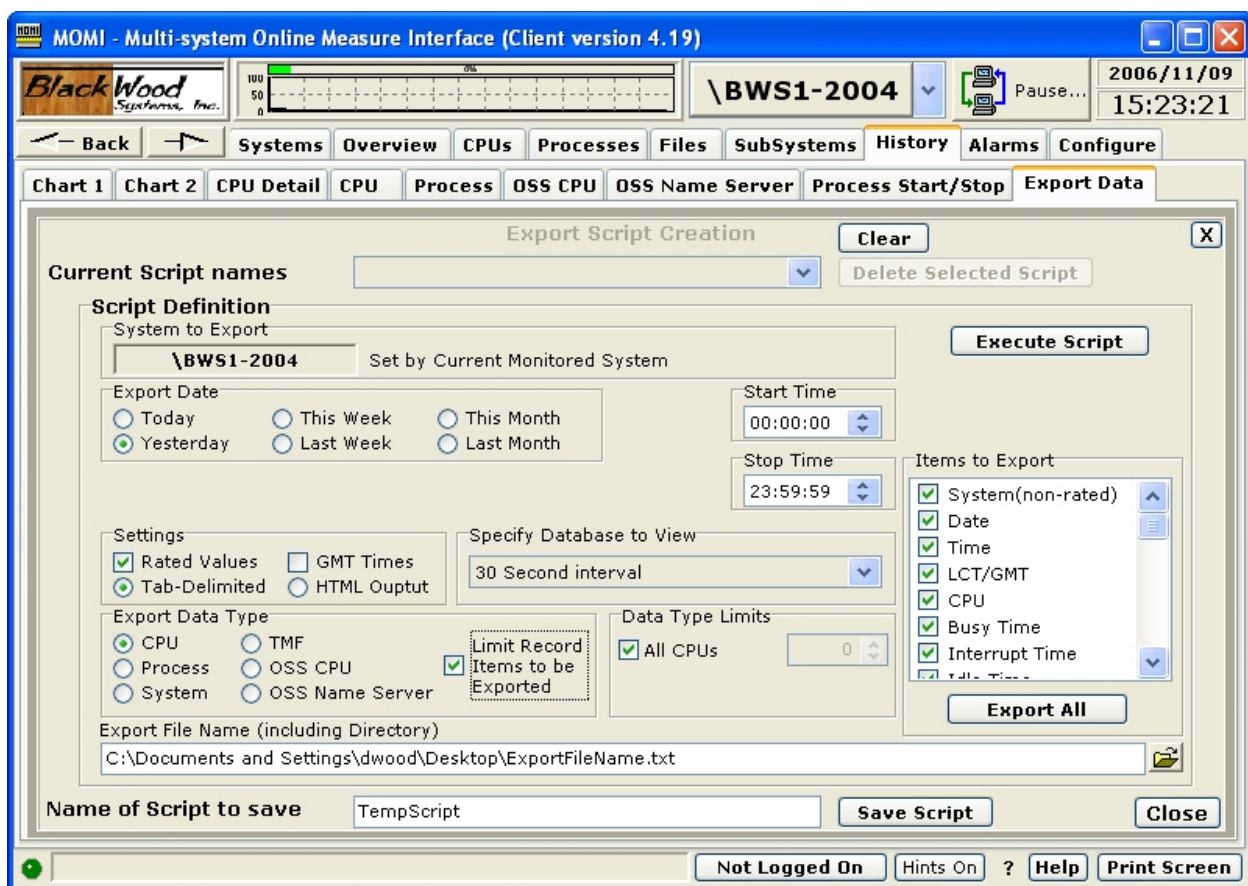 MOMI
MOMI - Multi-system Online Measure Interface (Client version 4.19)
BlackWood
Systems, Inc.
0%
100
50
0
\BWS1-2004
Pause...
2006/11/09
15:23:21
Back
Systems Overview CPUs Processes Files SubSystems History Alarms Configure
Chart 1 Chart 2 CPU Detail CPU Process OSS CPU OSS Name Server Process Start/Stop Export Data
Export Script Creation
Clear
X
Current Script names
Delete Selected Script
Script Definition
System to Export
\BWS1-2004 Set by Current Monitored System
Execute Script
Export Date
Today This Week This Month
Yesterday Last Week Last Month
Start Time
00:00:00
Stop Time
23:59:59
Items to Export
System(non-rated)
Date
Time
LCT/GMT
CPU
Busy Time
Interrupt Time
Idle Time
Export All
Settings
Rated Values GMT Times
Tab-Delimited HTML Ouptut
Specify Database to View
30 Second interval
Export Data Type
CPU TMF
Process OSS CPU
System OSS Name Server
Limit Record
Items to be
Exported
Data Type Limits
All CPUs 0
Export File Name (including Directory)
C:\Documents and Settings\dwood\Desktop\ExportFileName.txt
Name of Script to save TempScript Save Script Close
Not Logged On Hints On ? Help Print Screen